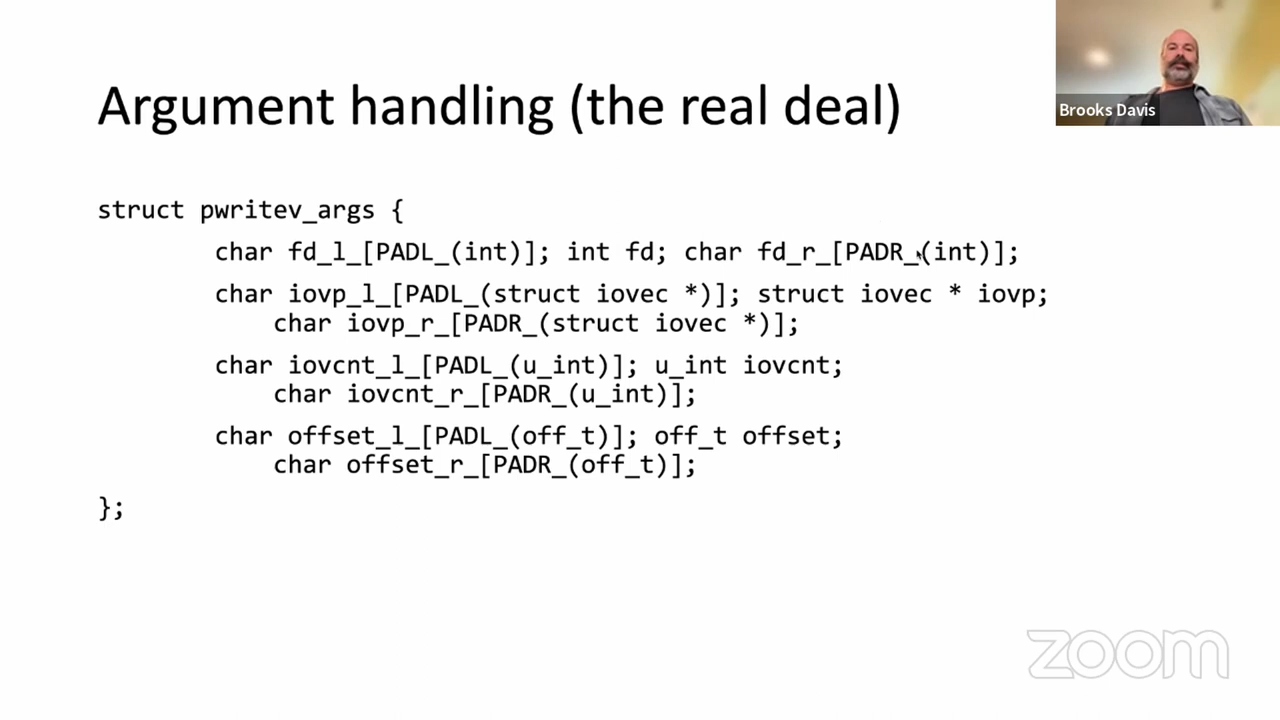 Argument handling (the real deal)
Brooks Davis
struct pwritev_args {
char fd_l_[PADL_(int)]; int fd; char fd_r_[PADR_(int)];
char iovp_l_[PADL_(struct iovec *)]; struct iovec * iovp;
char iovp_r_[PADR_(struct iovec *)];
char iovcnt_l_[PADL_(u_int)]; u_int iovcnt;
char iovcnt_r_[PADR_(u_int)];
char offset_l_[PADL_(off_t)]; off_t offset;
char offset_r_[PADR_(off_t)];
};
zoom